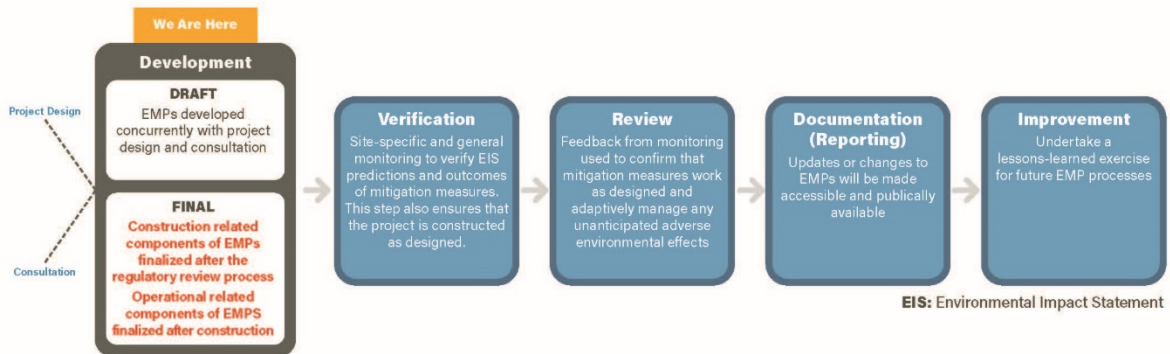 We Are Here
Development
DRAFT
EMPs developed
concurrently with project
design and consultation
Project Design
Consultation
FINAL
Construction related
components of EMPs
finalized after the
regulatory review process
Operational related
components of EMPS
finalized after construction
Verification
Site-specific and general
monitoring to verify EIS
predictions and outcomes
of mitigation measures.
This step also ensures that
the project is constructed
as designed.
Review
Feedback from monitoring
used to confirm that
mitigation measures work
as designed and
adaptively manage any
unanticipated adverse
environmental effects
Documentation
(Reporting)
Updates or changes to
EMPs will be made
accessible and publically
available
Improvement
Undertake a
lessons-learned exercise
for future EMP processes
EIS: Environmental Impact Statement